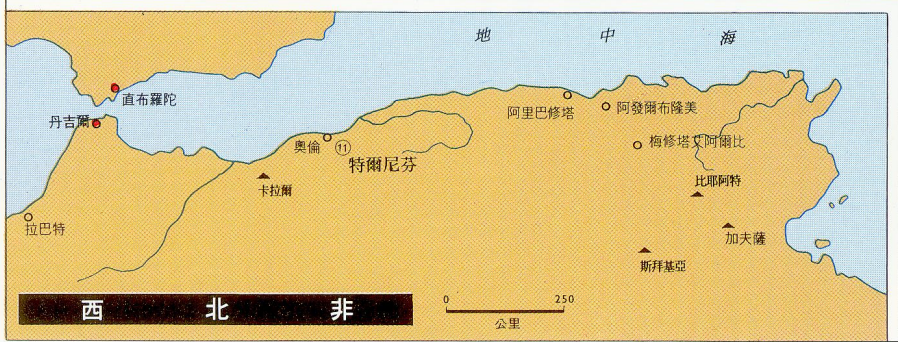 地中海
直布羅陀
丹吉爾
阿里巴修塔
阿發爾布隆美
奧倫
⑪
特爾尼芬
梅修塔艾阿爾比
卡拉爾
比耶阿特
拉巴特
加夫薩
斯拜基亞
西北非
0 250
公里